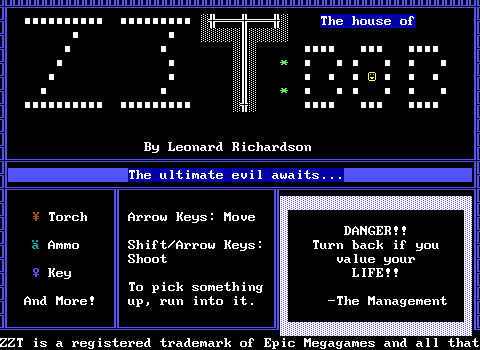 The house of
ZZT:BOB
By Leonard Richardson
The ultimate evil awaits...
¥ Torch
ä Ammo
♀ Key
And More!
Arrow Keys: Move
Shift/Arrow Keys:
Shoot
To pick something
up, run into it.
DANGER!!
Turn back if you
value your
LIFE!!
-The Management
ZZT is a registered trademark of Epic Megagames and all that